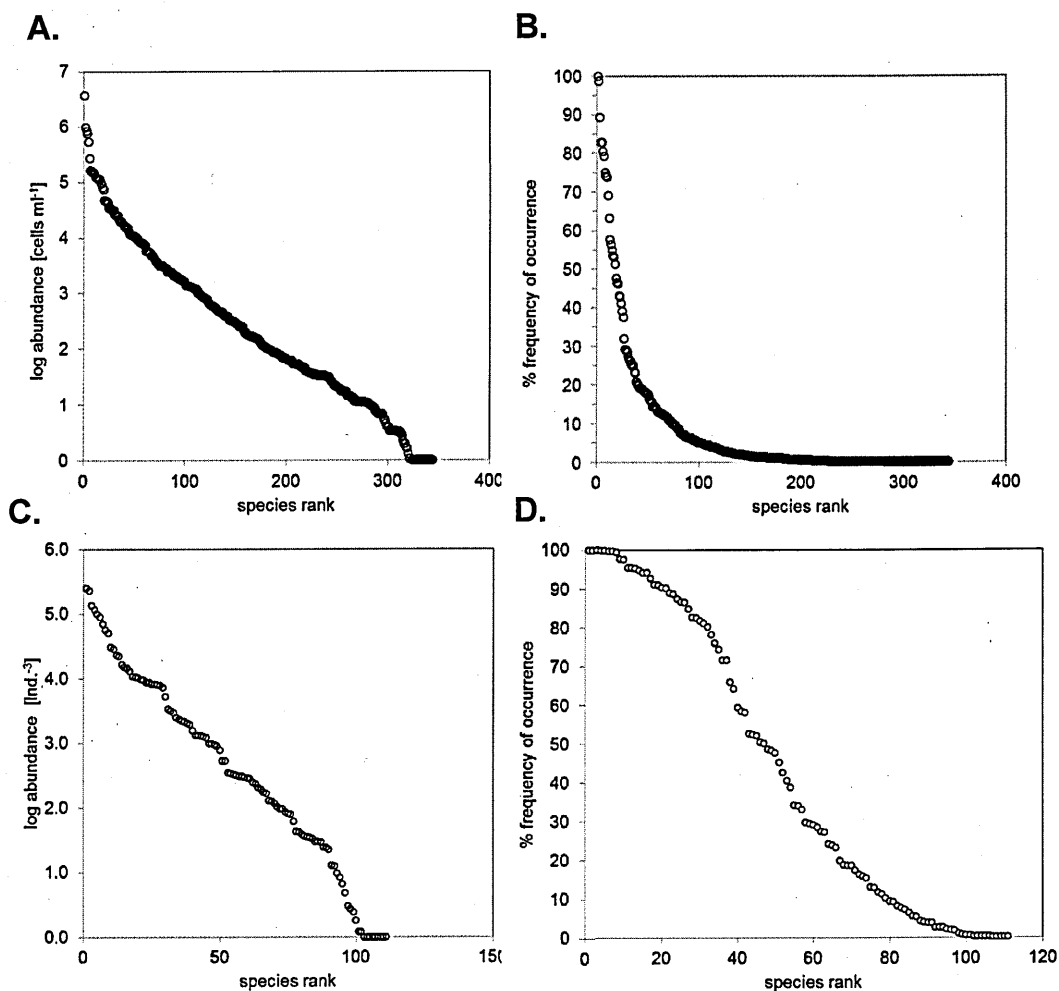 A.
B.
7
6
5
4
3
2
1
0
log abundance [cells ml-1]
0 100 200 300 400
species rank
100
90
80
70
60
50
40
30
20
10
0
% frequency of occurrence
0 100 200 300 400
species rank
C.
D.
6.0
5.0
4.0
3.0
2.0
1.0
0.0
log abundance [Ind.-3]
0 50 100 150
species rank
100
90
80
70
60
50
40
30
20
10
0
% frequency of occurrence
0 20 40 60 80 100 120
species rank